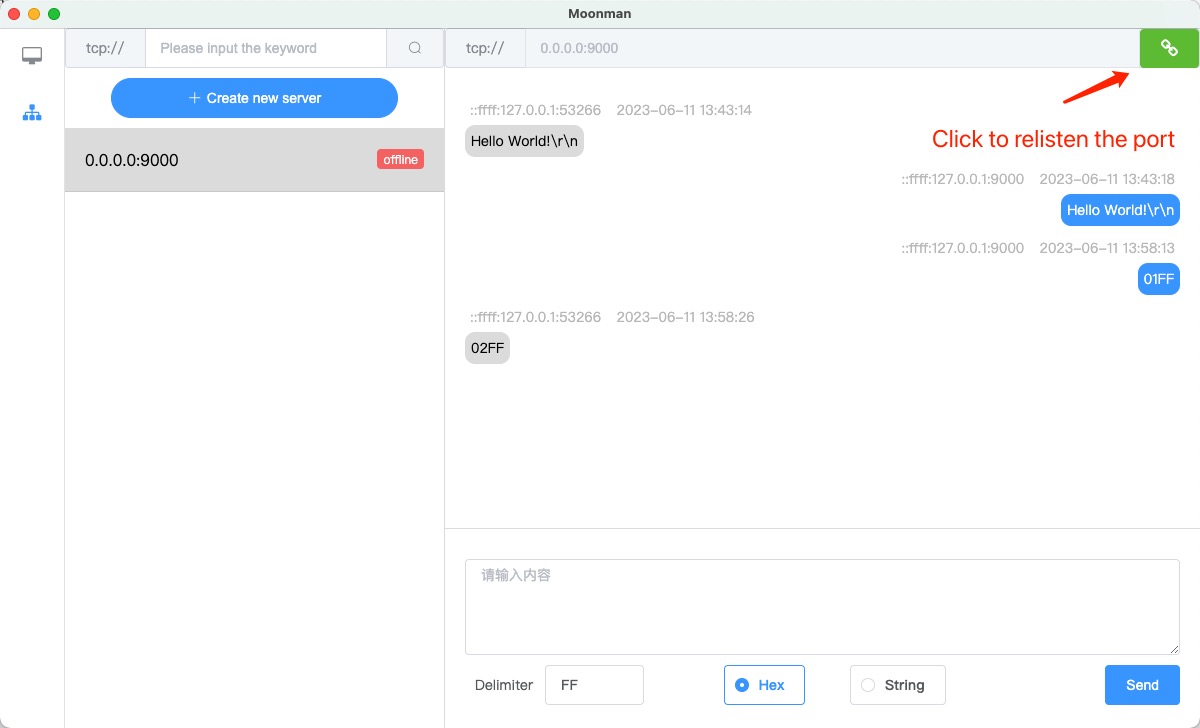 Moonman
tcp://
Please input the keyword
tcp://
0.0.0.0:9000
Create new server
0.0.0.0:9000
offline
::ffff:127.0.0.1:53266 2023-06-11 13:43:14
Hello World!\r\n
Click to relisten the port
::ffff:127.0.0.1:9000 2023-06-11 13:43:18
Hello World!\r\n
::ffff:127.0.0.1:9000 2023-06-11 13:58:13
01FF
::ffff:127.0.0.1:53266 2023-06-11 13:58:26
02FF
请输入内容
Delimiter
FF
Hex
String
Send